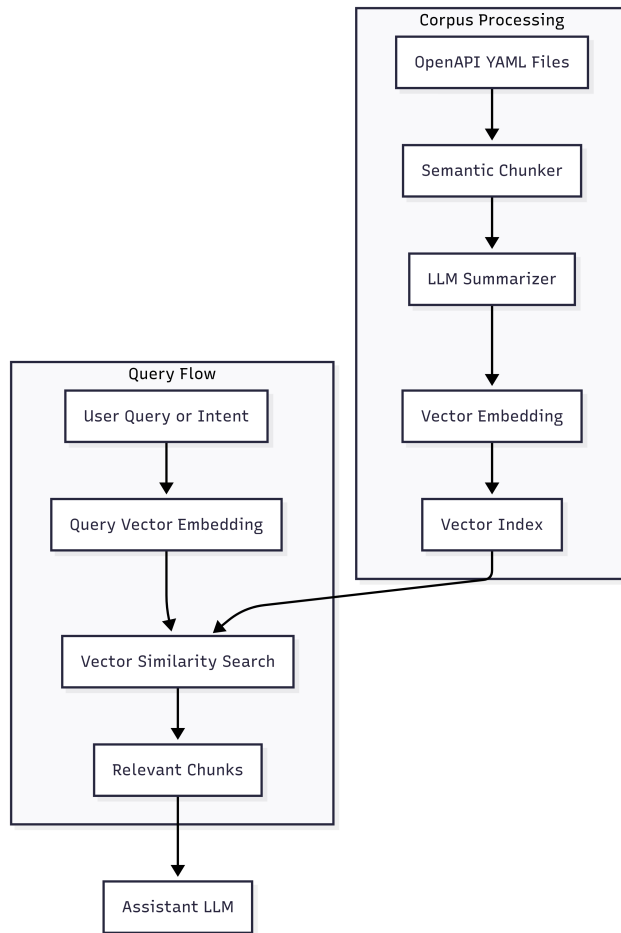 Corpus Processing
OpenAPI YAML Files
Semantic Chunker
LLM Summarizer
Vector Embedding
Vector Index
Query Flow
User Query or Intent
Query Vector Embedding
Vector Similarity Search
Relevant Chunks
Assistant LLM